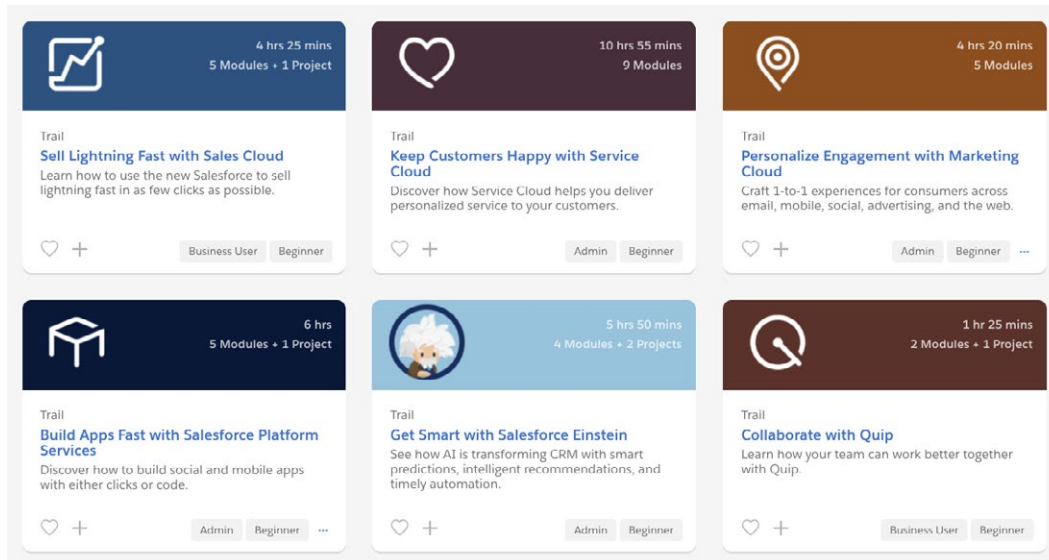 4 hrs 25 mins
5 Modules + 1 Project
Trail
Sell Lightning Fast with Sales Cloud
Learn how to use the new Salesforce to sell
lightning fast in as few clicks as possible.
Business User
Beginner
10 hrs 55 mins
9 Modules
Trail
Keep Customers Happy with Service
Cloud
Discover how Service Cloud helps you deliver
personalized service to your customers.
Admin
Beginner
4 hrs 20 mins
5 Modules
Trail
Personalize Engagement with Marketing
Cloud
Craft 1-to-1 experiences for consumers across
email, mobile, social, advertising, and the web.
Admin
Beginner
...
6 hrs
5 Modules + 1 Project
Trail
Build Apps Fast with Salesforce Platform
Services
Discover how to build social and mobile apps
with either clicks or code.
Admin
Beginner
...
5 hrs 50 mins
4 Modules + 2 Projects
Trail
Get Smart with Salesforce Einstein
See how AI is transforming CRM with smart
predictions, intelligent recommendations, and
timely automation.
Admin
Beginner
1 hr 25 mins
2 Modules + 1 Project
Trail
Collaborate with Quip
Learn how your team can work better together
with Quip.
Business User
Beginner